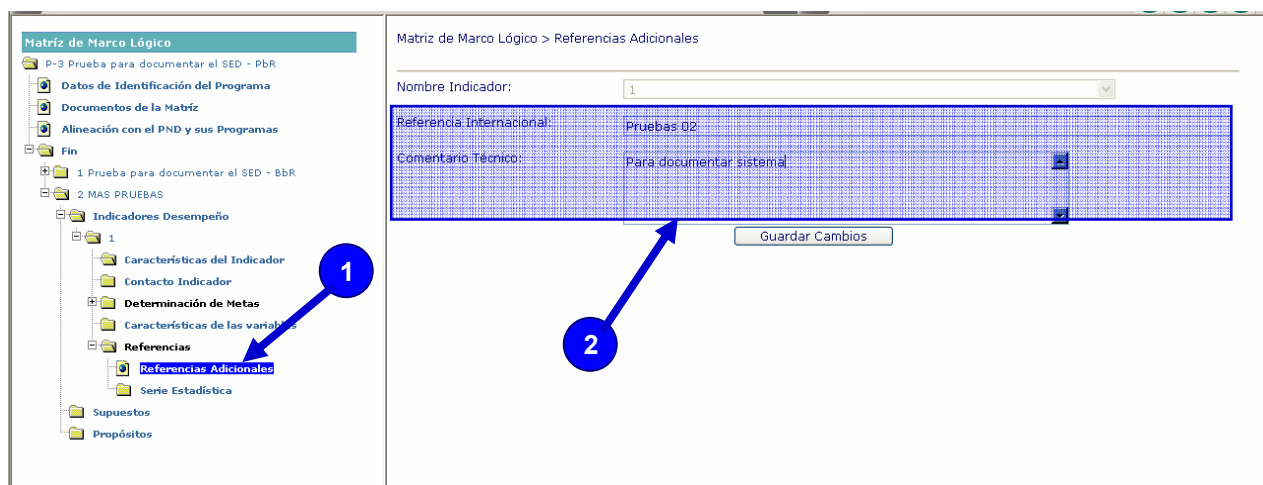 Matríz de Marco Lógico
P-3 Prueba para documentar el SED - PbR
Datos de Identificación del Programa
Documentos de la Matríz
Alineación con el PND y sus Programas
Fin
1 Prueba para documentar el SED - BbR
2 MAS PRUEBAS
Indicadores Desempeño
1
Características del Indicador
Contacto Indicador
Determinación de Metas
Características de las variables
Referencias
Referencias Adicionales
Serie Estadística
Supuestos
Propósitos
1
Matriz de Marco Lógico > Referencias Adicionales
Nombre Indicador: 1
Referencia Internacional: Pruebas 02
Comentario Técnico: Para documentar sistema
Guardar Cambios
2